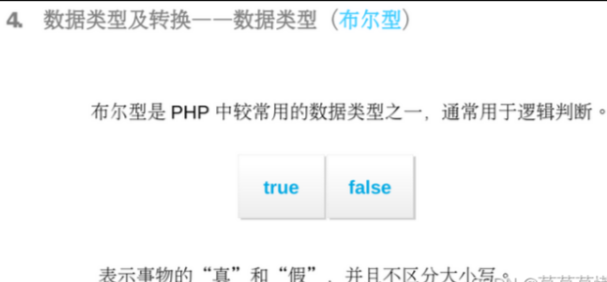 4. 数据类型及转换——数据类型（布尔型）
布尔型是 PHP 中较常用的数据类型之一，通常用于逻辑判断。
true false
表示事物的“真”和“假”，并且不区分大小写。